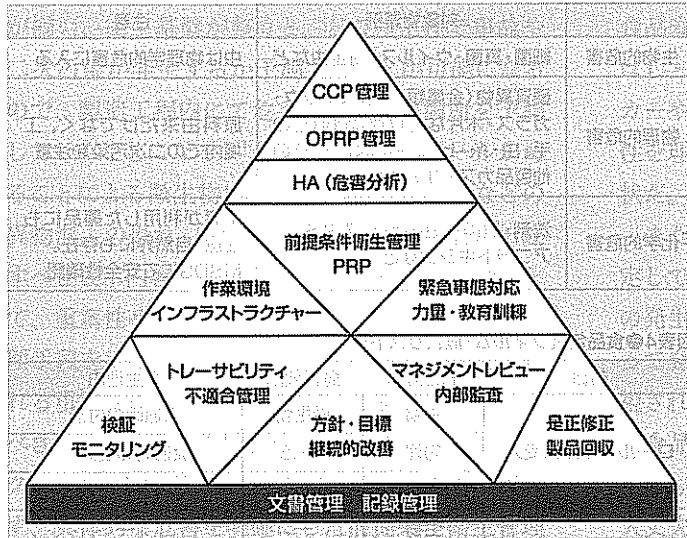 CCP管理
OPRP管理
HA（危害分析）
前提条件衛生管理
PRP
作業環境
インフラストラクチャー
緊急事態対応
力量・教育訓練
トレーサビリティ
不適合管理
マネジメントレビュー
内部監査
検証
モニタリング
方針・目標
継続的改善
是正修正
製品回収
文書管理　記録管理